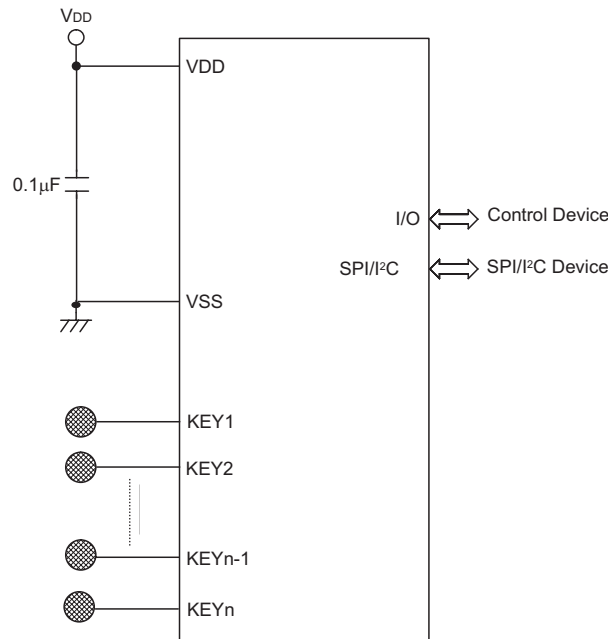 VDD
VDD
0.1μF
I/O
Control Device
SPI/I²C
SPI/I²C Device
VSS
KEY1
KEY2
KEYn-1
KEYn